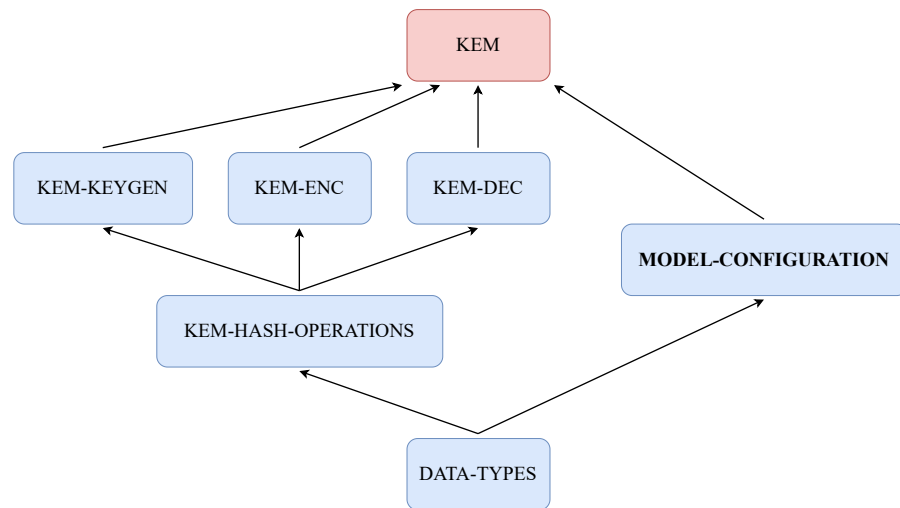 KEM
KEM-KEYGEN
KEM-ENC
KEM-DEC
MODEL-CONFIGURATION
KEM-HASH-OPERATIONS
DATA-TYPES